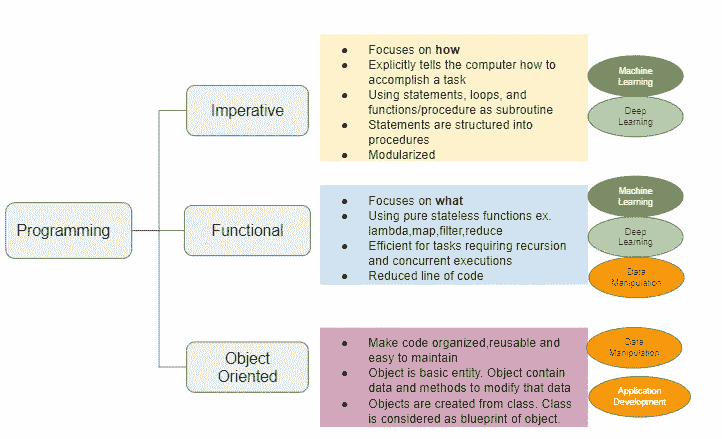 Programming
Imperative
• Focuses on how
• Explicitly tells the computer how to
accomplish a task
• Using statements, loops, and
functions/procedure as subroutine
• Statements are structured into
procedures
• Modularized
Machine
Learning
Deep
Learning
Functional
• Focuses on what
• Using pure stateless functions ex.
lambda,map,filter,reduce
• Efficient for tasks requiring recursion
and concurrent executions
• Reduced line of code
Machine
Learning
Deep
Learning
Data
Manipulation
Object
Oriented
• Make code organized,reusable and
easy to maintain
• Object is basic entity. Object contain
data and methods to modify that data
• Objects are created from class. Class
is considered as blueprint of object.
Data
Manipulation
Application
Development